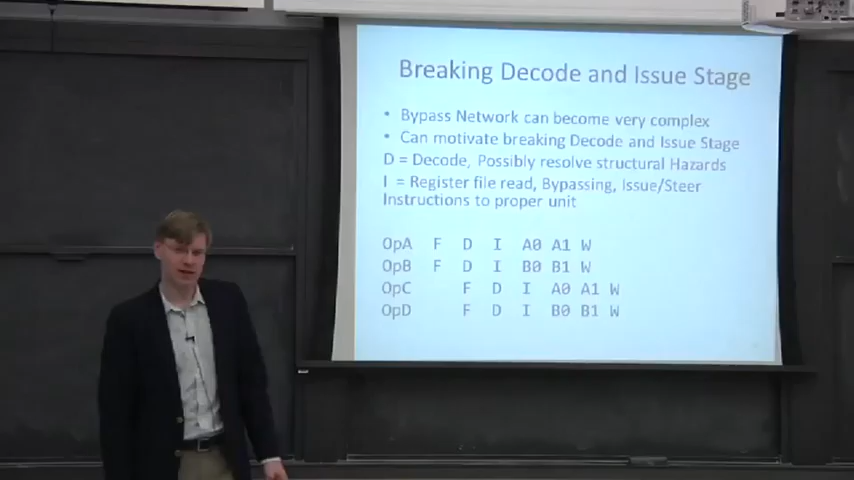 Breaking Decode and Issue Stage
• Bypass Network can become very complex
• Can motivate breaking Decode and Issue Stage
D = Decode, Possibly resolve structural Hazards
I = Register file read, Bypassing, Issue/Steer
Instructions to proper unit
OpA F D I A0 A1 W
OpB F D I B0 B1 W
OpC F D I A0 A1 W
OpD F D I B0 B1 W